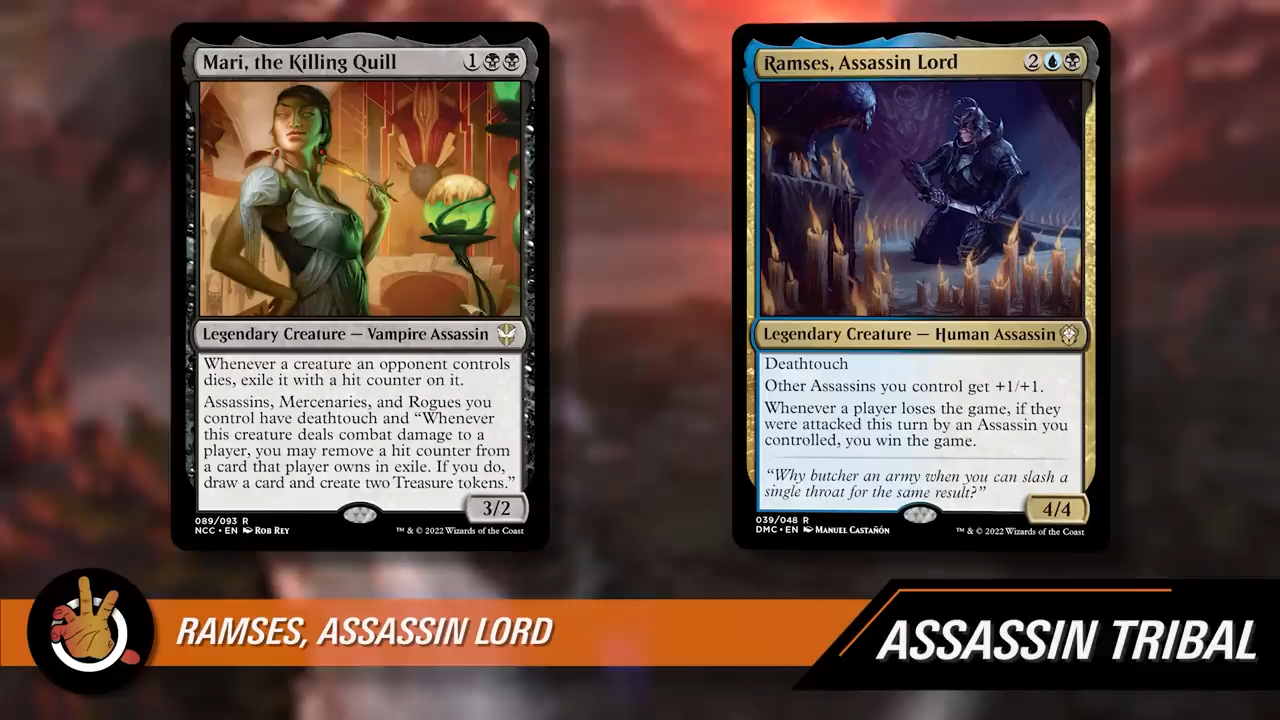 Mari, the Killing Quill 1
Legendary Creature — Vampire Assassin
Whenever a creature an opponent controls
dies, exile it with a hit counter on it.
Assassins, Mercenaries, and Rogues you
control have deathtouch and “Whenever
this creature deals combat damage to a
player, you may remove a hit counter from
a card that player owns in exile. If you do,
draw a card and create two Treasure tokens.”
3/2
089/093 R
NCC • EN Rob Rey ™ & © 2022 Wizards of the Coast
Ramses, Assassin Lord 2
Legendary Creature — Human Assassin
Deathtouch
Other Assassins you control get +1/+1.
Whenever a player loses the game, if they
were attacked this turn by an Assassin you
controlled, you win the game.
“Why butcher an army when you can slash a
single throat for the same result?”
4/4
039/048 R
DMC • EN Manuel Castañón ™ & © 2022 Wizards of the Coast
RAMSES, ASSASSIN LORD
ASSASSIN TRIBAL